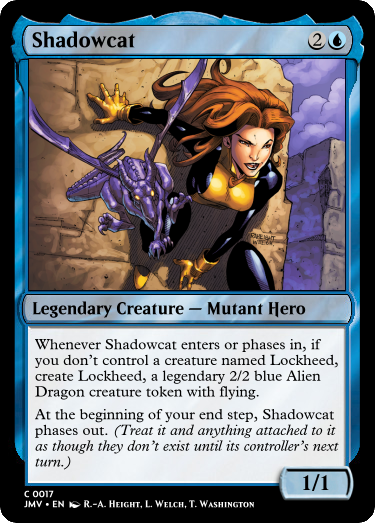 Shadowcat 2
Legendary Creature — Mutant Hero
Whenever Shadowcat enters or phases in, if
you don't control a creature named Lockheed,
create Lockheed, a legendary 2/2 blue Alien
Dragon creature token with flying.
At the beginning of your end step, Shadowcat
phases out. (Treat it and anything attached to it
as though they don't exist until its controller's next
turn.)
1/1
C 0017
JMV • EN R.-A. HEIGHT, L. WELCH, T. WASHINGTON